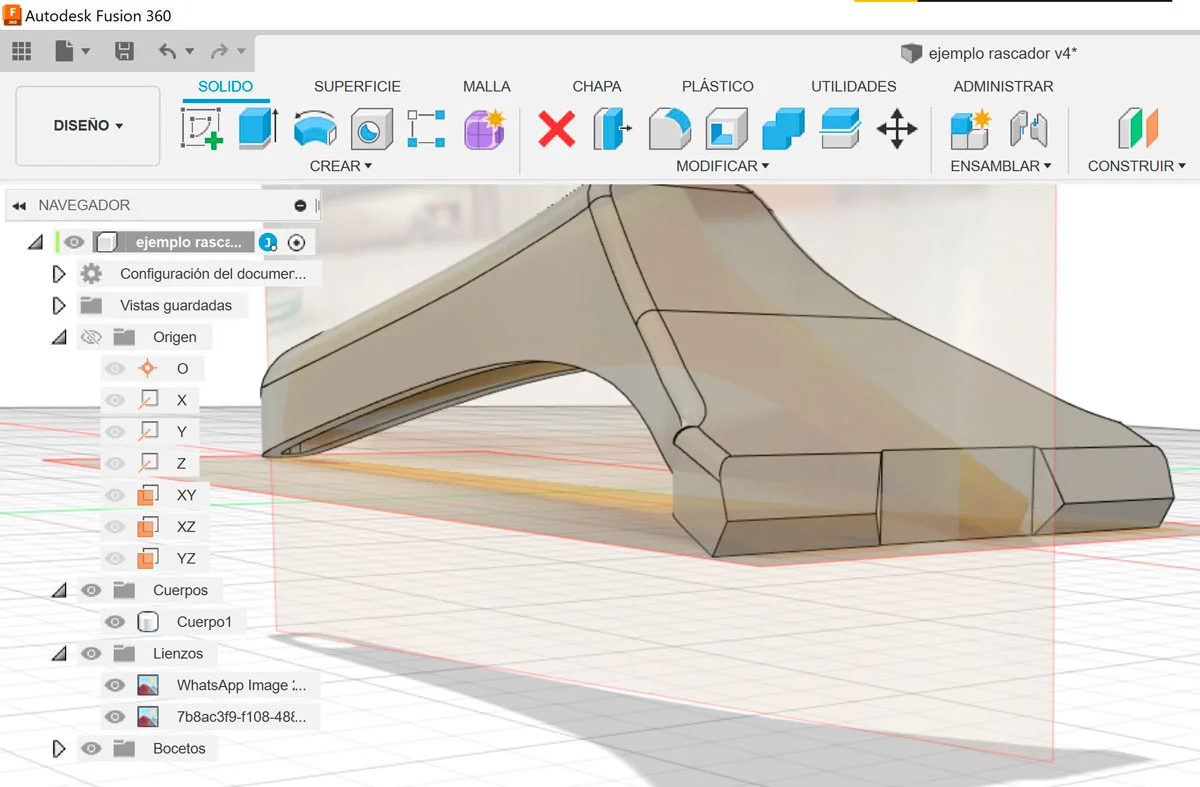 Autodesk Fusion 360
ejemplo rascador v4*
SOLIDO SUPERFICIE MALLA CHAPA PLÁSTICO UTILIDADES ADMINISTRAR
DISEÑO
CREAR MODIFICAR ENSAMBLAR CONSTRUIR
NAVEGADOR
ejemplo rasca...
Configuración del documen...
Vistas guardadas
Origen
O
X
Y
Z
XY
XZ
YZ
Cuerpos
Cuerpo1
Lienzos
WhatsApp Image 2...
7b8ac3f9-f108-488...
Bocetos